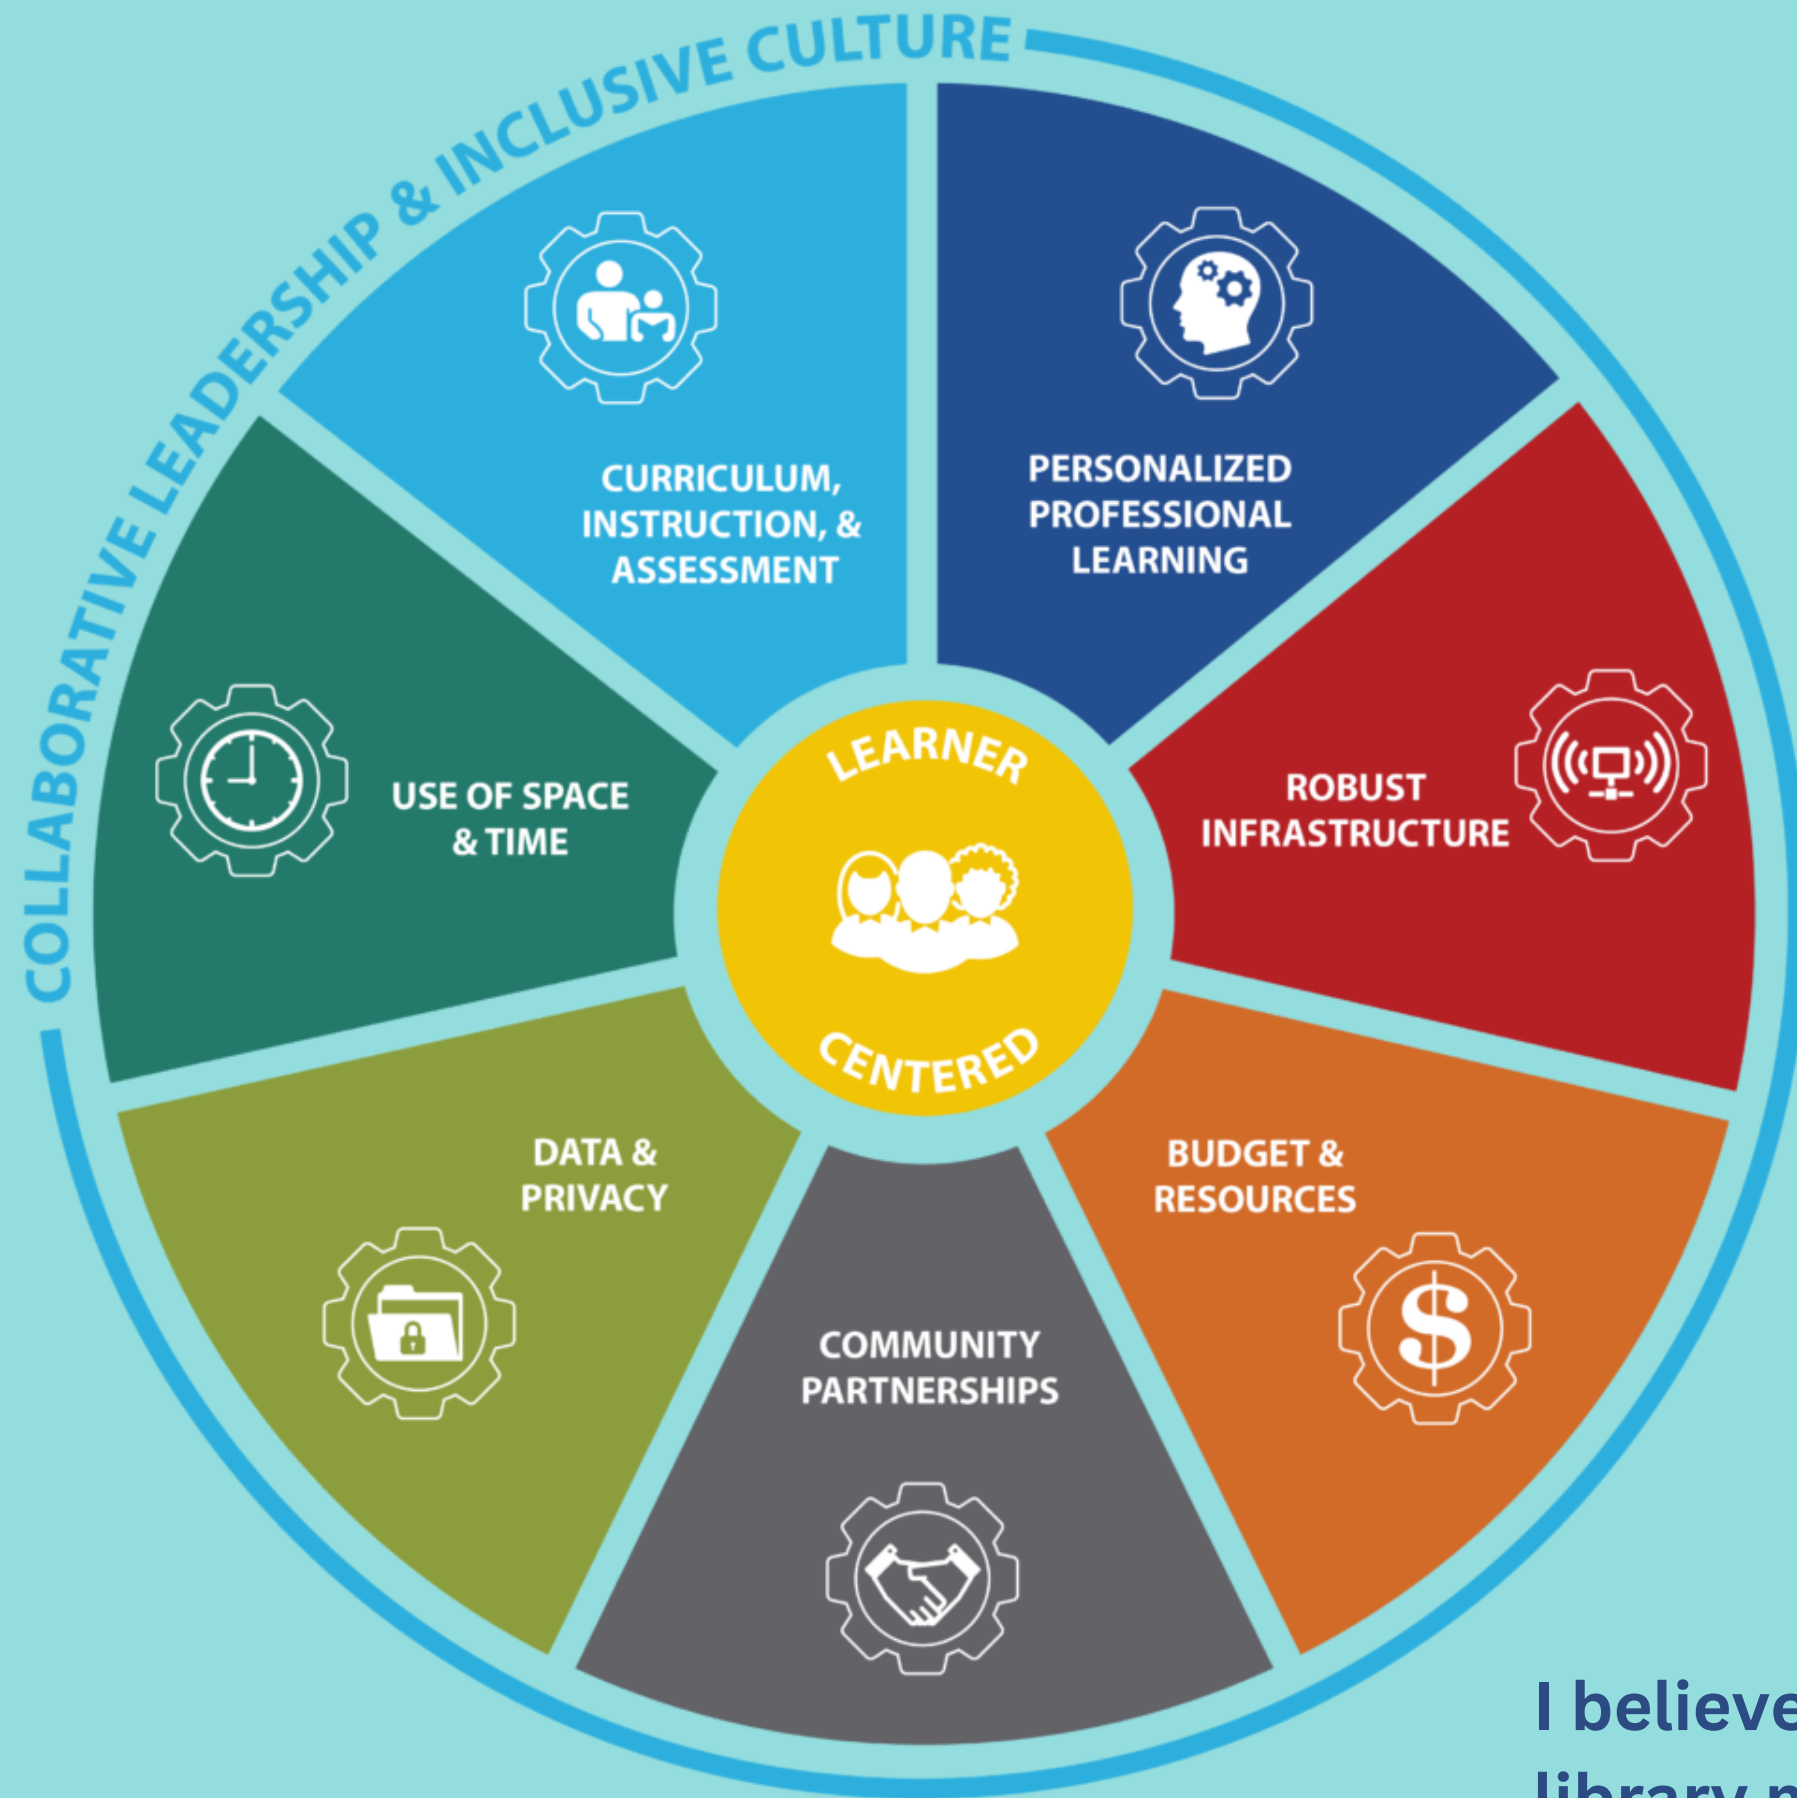 COLLABORATIVE LEADERSHIP & INCLUSIVE CULTURE
CURRICULUM,
INSTRUCTION, &
ASSESSMENT
PERSONALIZED
PROFESSIONAL
LEARNING
USE OF SPACE
& TIME
ROBUST
INFRASTRUCTURE
LEARNER
CENTERED
DATA &
PRIVACY
BUDGET &
RESOURCES
COMMUNITY
PARTNERSHIPS
I believe
library